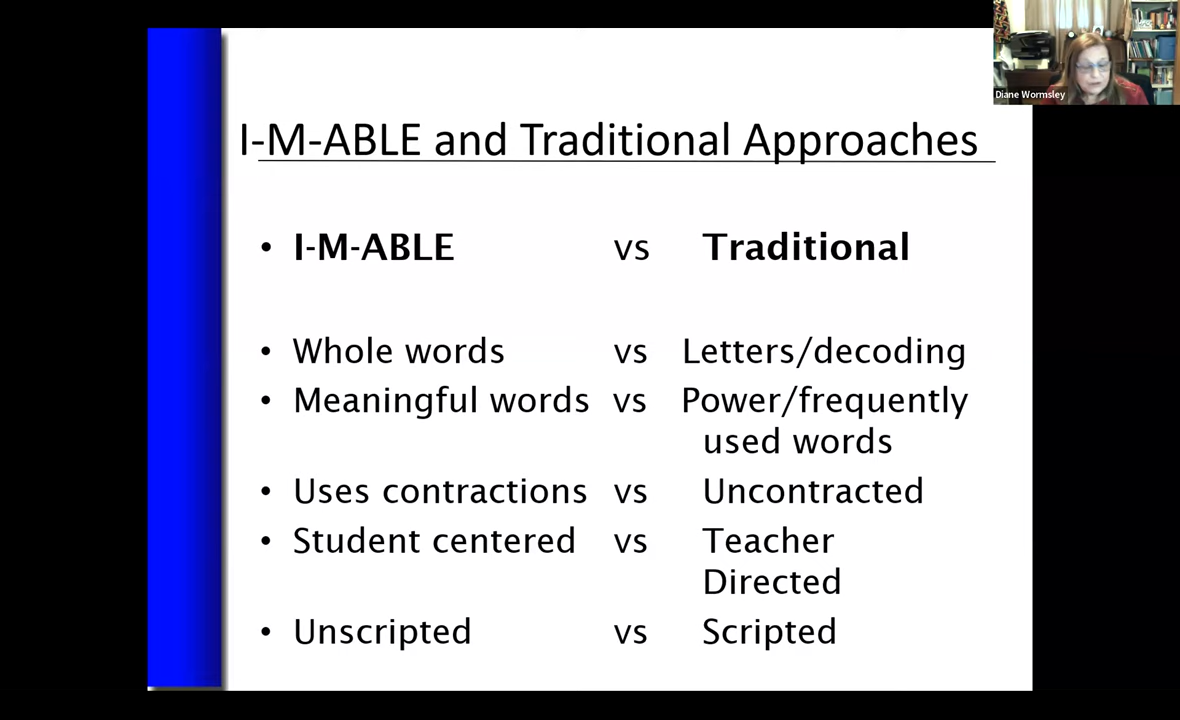 Diane Wormsley
I-M-ABLE and Traditional Approaches
• I-M-ABLE vs Traditional
• Whole words vs Letters/decoding
• Meaningful words vs Power/frequently
used words
• Uses contractions vs Uncontracted
• Student centered vs Teacher
Directed
• Unscripted vs Scripted